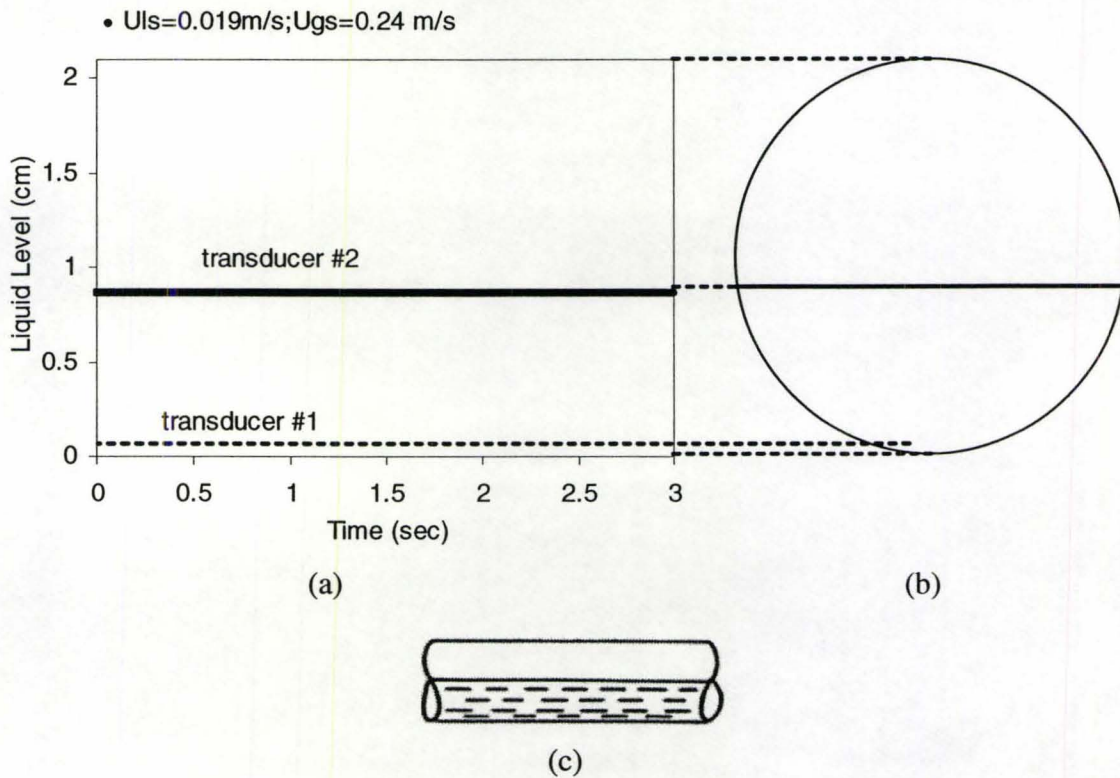 • Uls=0.019m/s;Ugs=0.24 m/s
2
1.5
1
0.5
0
Liquid Level (cm)
transducer #2
transducer #1
0 0.5 1 1.5 2 2.5 3
Time (sec)
(a)
(b)
(c)